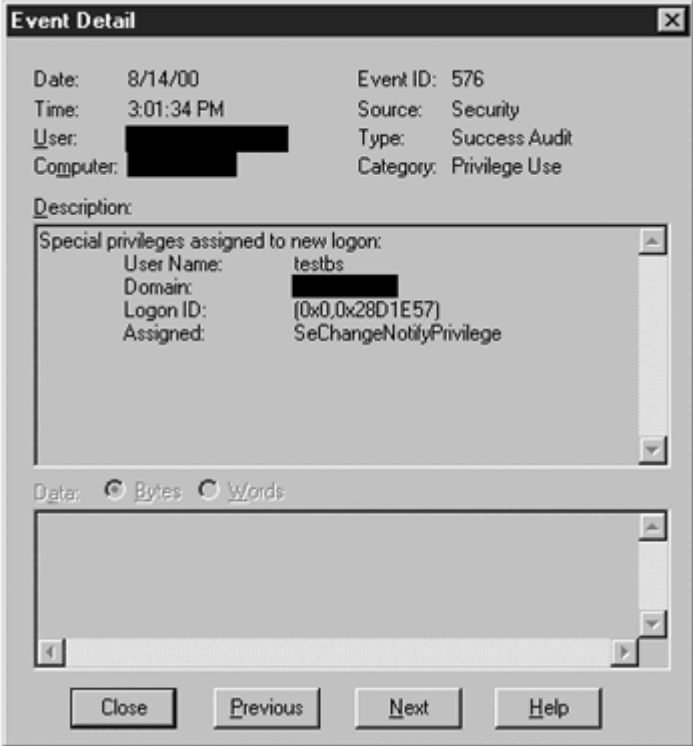 Event Detail
Date: 8/14/00 Event ID: 576
Time: 3:01:34 PM Source: Security
User: Type: Success Audit
Computer: Category: Privilege Use
Description:
Special privileges assigned to new logon:
User Name: testbs
Domain:
Logon ID: (0x0,0x28D1E57)
Assigned: SeChangeNotifyPrivilege
Data: Bytes Words
Close Previous Next Help